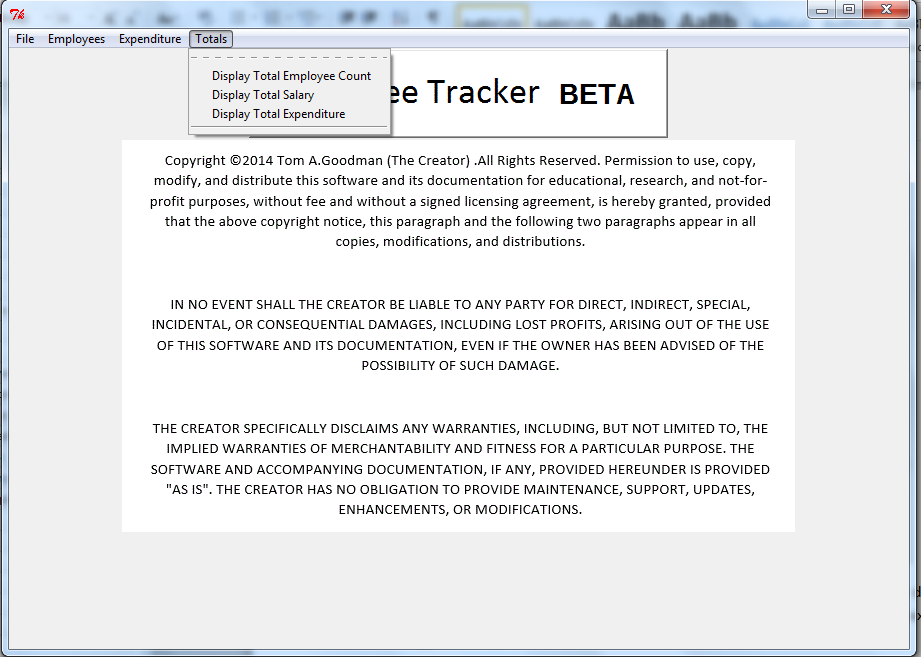 File Employees Expenditure Totals
Display Total Employee Count
Display Total Salary
Display Total Expenditure
ee Tracker BETA
Copyright ©2014 Tom A.Goodman (The Creator) .All Rights Reserved. Permission to use, copy,
modify, and distribute this software and its documentation for educational, research, and not-for-
profit purposes, without fee and without a signed licensing agreement, is hereby granted, provided
that the above copyright notice, this paragraph and the following two paragraphs appear in all
copies, modifications, and distributions.
IN NO EVENT SHALL THE CREATOR BE LIABLE TO ANY PARTY FOR DIRECT, INDIRECT, SPECIAL,
INCIDENTAL, OR CONSEQUENTIAL DAMAGES, INCLUDING LOST PROFITS, ARISING OUT OF THE USE
OF THIS SOFTWARE AND ITS DOCUMENTATION, EVEN IF THE OWNER HAS BEEN ADVISED OF THE
POSSIBILITY OF SUCH DAMAGE.
THE CREATOR SPECIFICALLY DISCLAIMS ANY WARRANTIES, INCLUDING, BUT NOT LIMITED TO, THE
IMPLIED WARRANTIES OF MERCHANTABILITY AND FITNESS FOR A PARTICULAR PURPOSE. THE
SOFTWARE AND ACCOMPANYING DOCUMENTATION, IF ANY, PROVIDED HEREUNDER IS PROVIDED
"AS IS". THE CREATOR HAS NO OBLIGATION TO PROVIDE MAINTENANCE, SUPPORT, UPDATES,
ENHANCEMENTS, OR MODIFICATIONS.